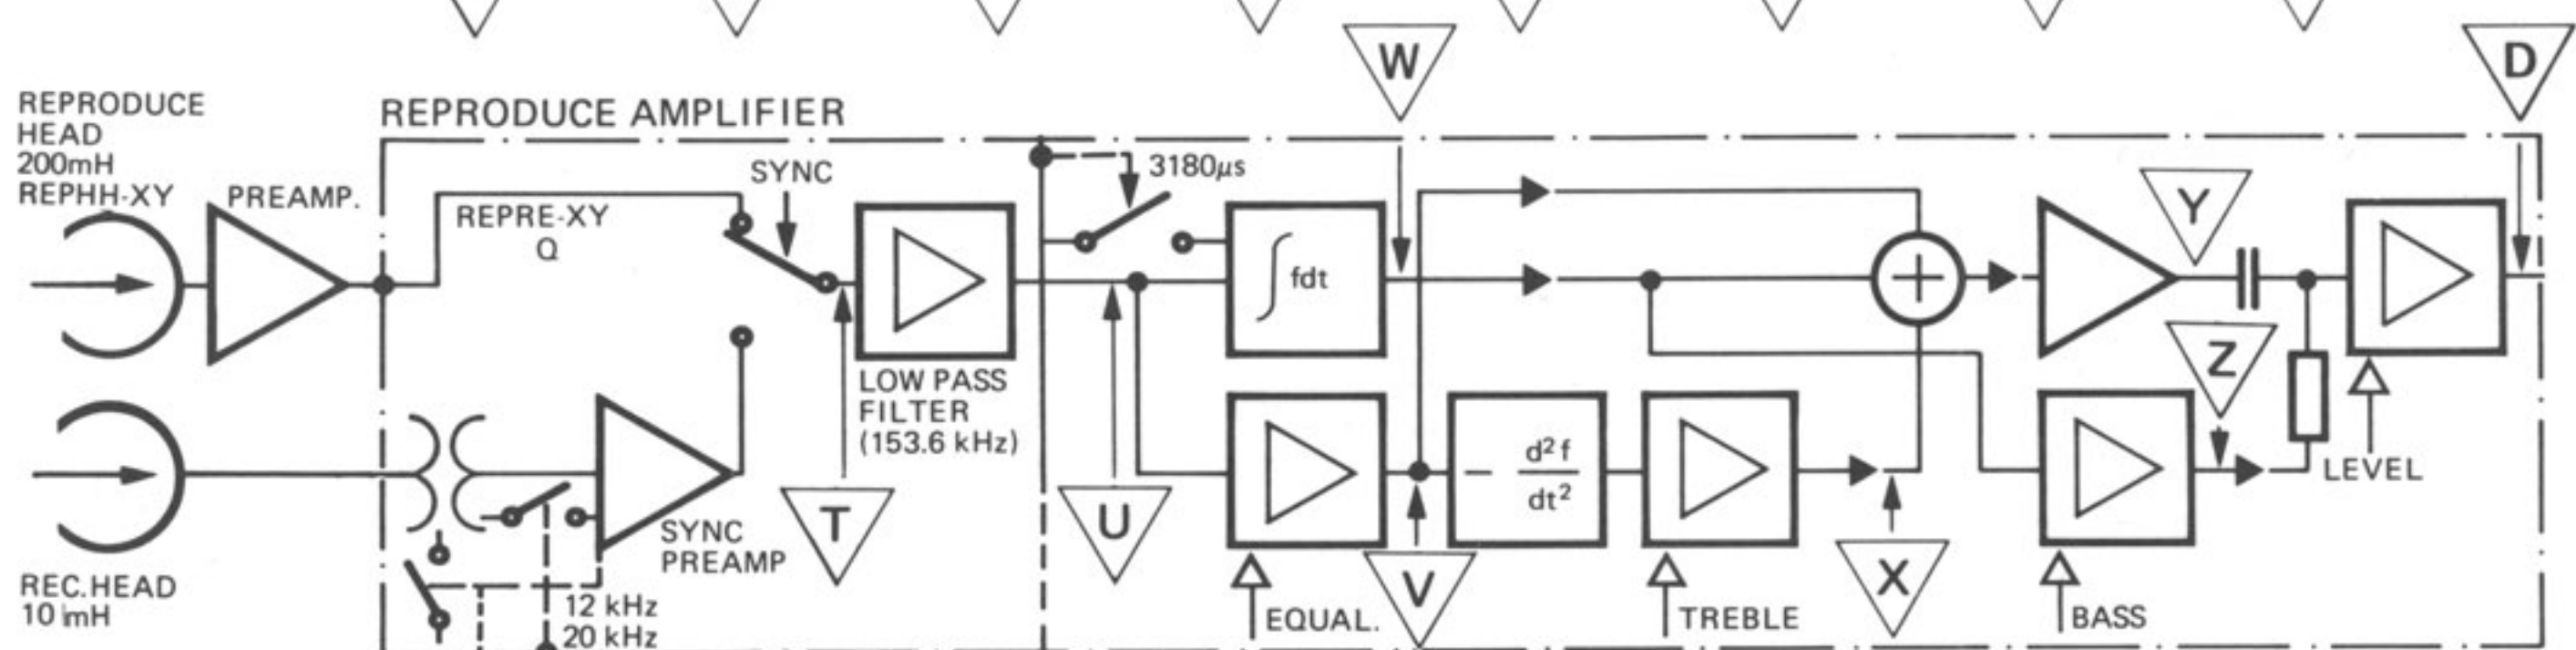 REPRODUCE
HEAD
200mH
REPHH-XY
PREAMP.
REPRODUCE AMPLIFIER
REPRE-XY
Q
SYNC
LOW PASS
FILTER
(153.6 kHz)
REC.HEAD
10 mH
SYNC
PREAMP
12 kHz
20 kHz
T
U
3180µs
∫ fdt
W
EQUAL.
V
− d²f
dt²
TREBLE
X
Y
Z
BASS
LEVEL
D